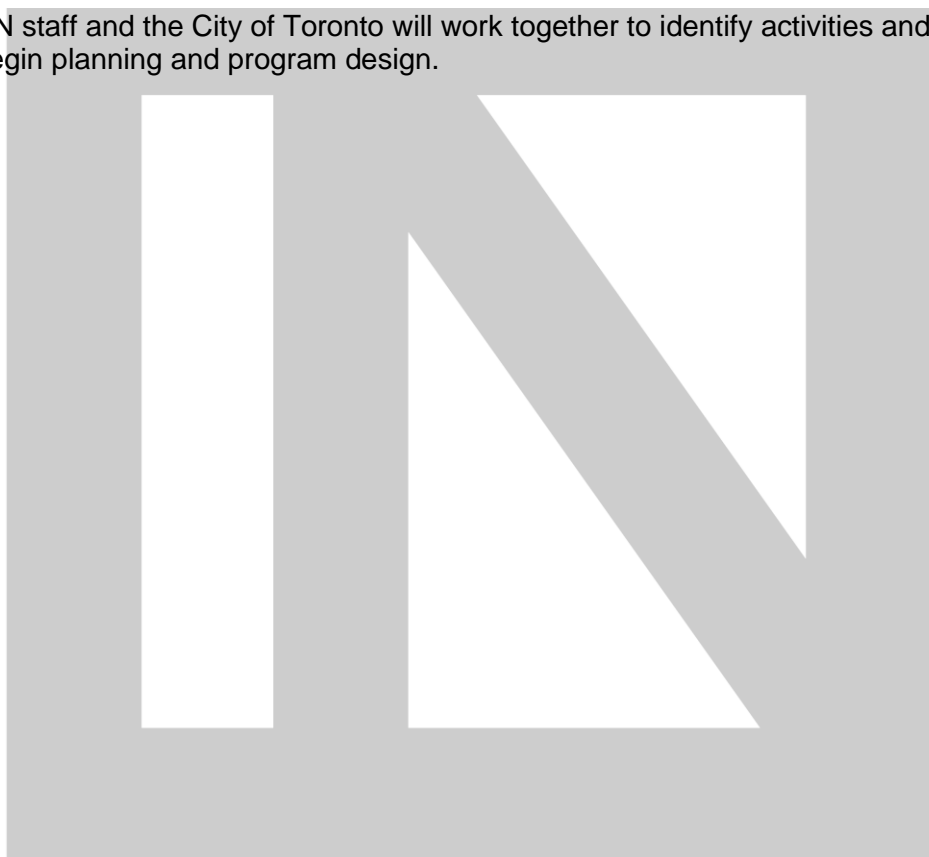 N staff and the City of Toronto will work together to identify activities and
egin planning and program design.